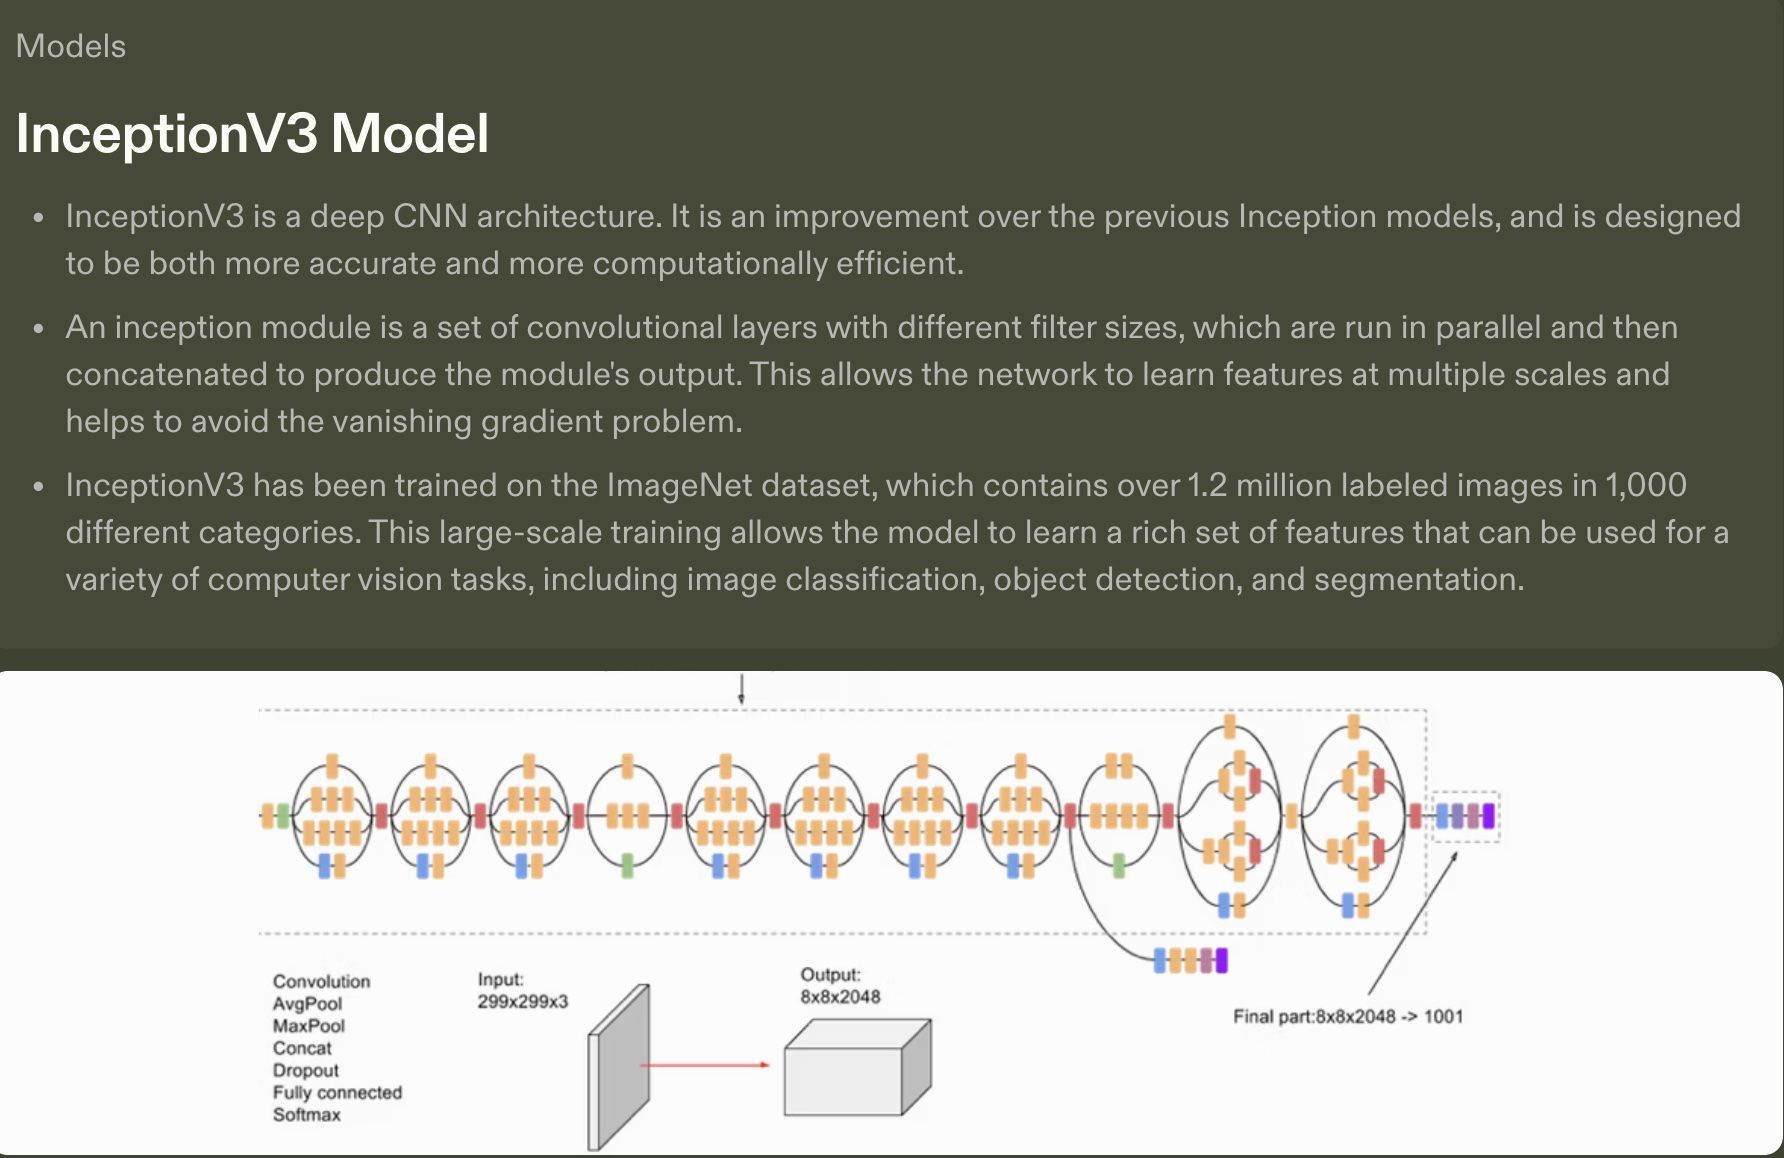 Models
InceptionV3 Model
• InceptionV3 is a deep CNN architecture. It is an improvement over the previous Inception models, and is designed
to be both more accurate and more computationally efficient.
• An inception module is a set of convolutional layers with different filter sizes, which are run in parallel and then
concatenated to produce the module's output. This allows the network to learn features at multiple scales and
helps to avoid the vanishing gradient problem.
• InceptionV3 has been trained on the ImageNet dataset, which contains over 1.2 million labeled images in 1,000
different categories. This large-scale training allows the model to learn a rich set of features that can be used for a
variety of computer vision tasks, including image classification, object detection, and segmentation.
Convolution
AvgPool
MaxPool
Concat
Dropout
Fully connected
Softmax
Input:
299x299x3
Output:
8x8x2048
Final part:8x8x2048 -> 1001